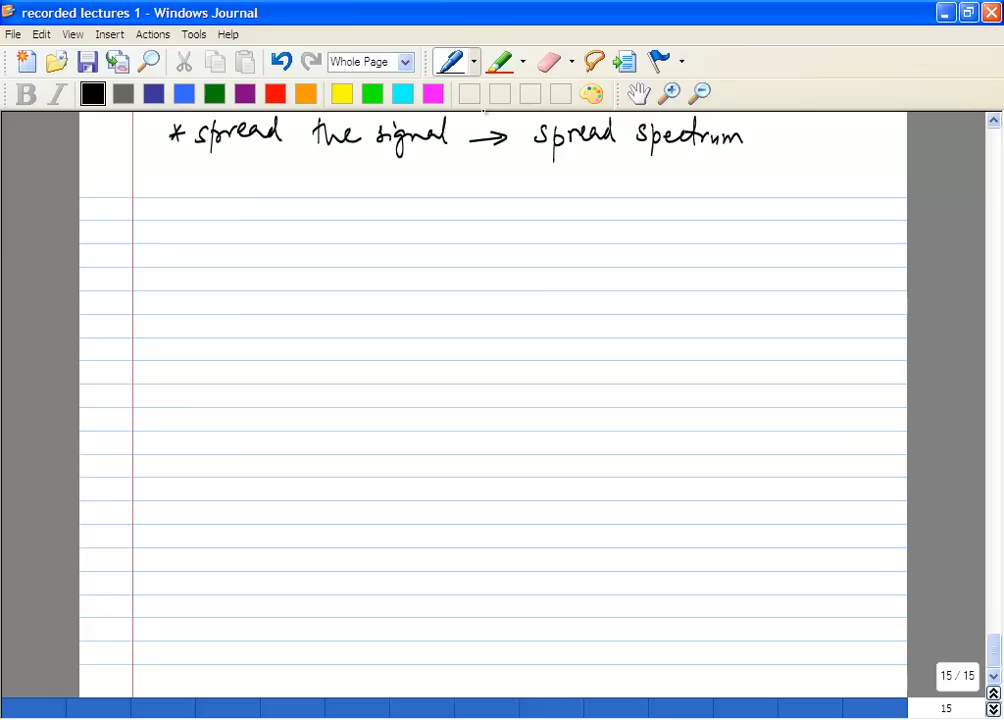 recorded lectures 1 - Windows Journal
File Edit View Insert Actions Tools Help
Whole Page
B I
* spread the signal → spread spectrum
15 / 15
15